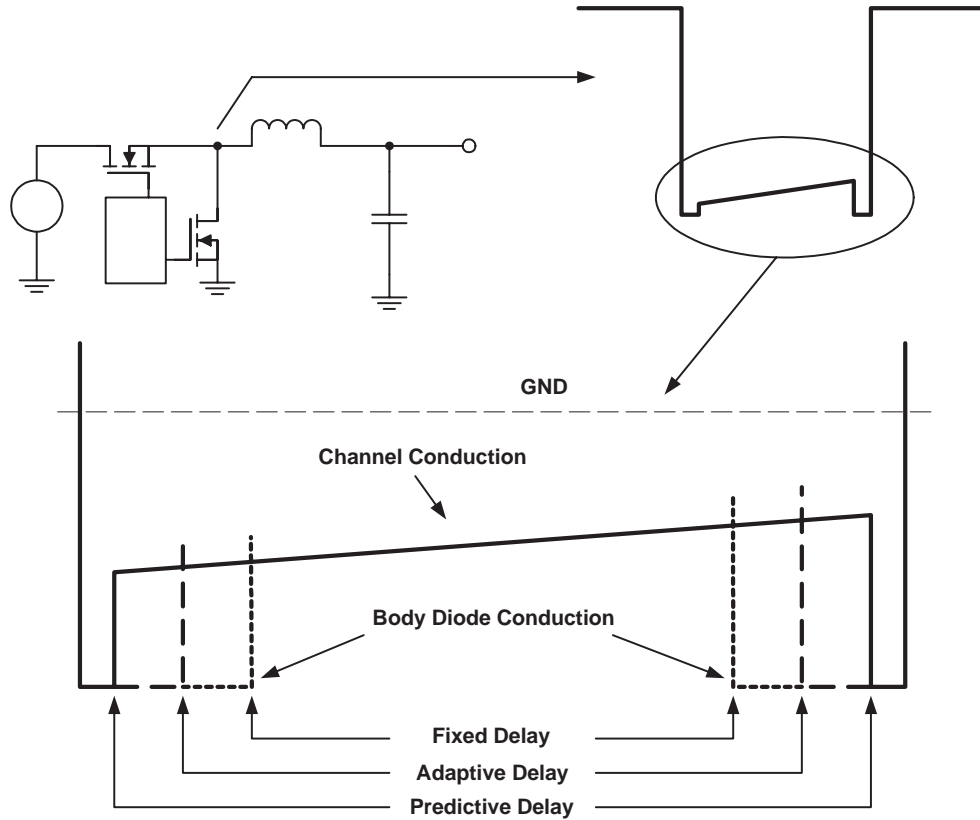 GND
Channel Conduction
Body Diode Conduction
Fixed Delay
Adaptive Delay
Predictive Delay